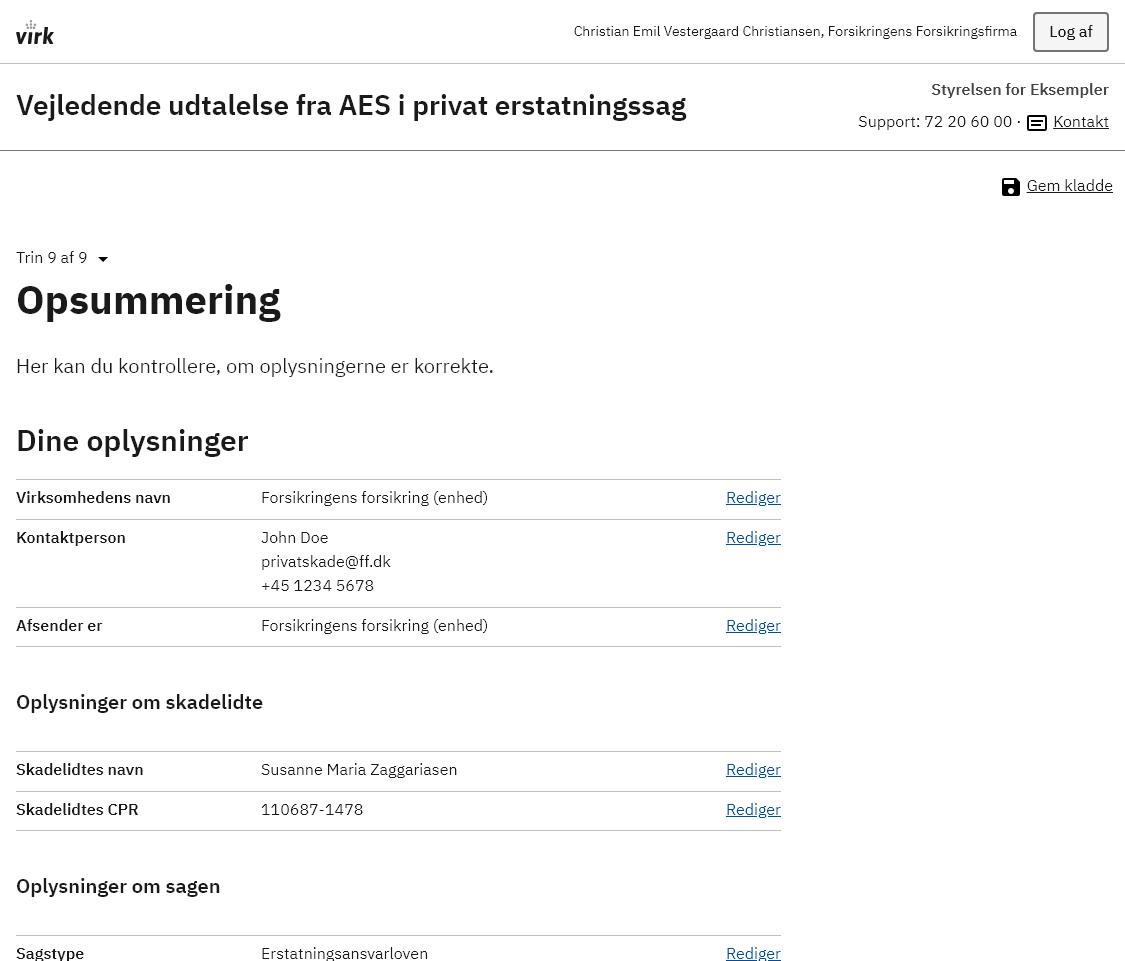 virk
Christian Emil Vestergaard Christiansen, Forsikringens Forsikringsfirma
Log af
Vejledende udtalelse fra AES i privat erstatningssag
Styrelsen for Eksempler
Support: 72 20 60 00 · Kontakt
Gem kladde
Trin 9 af 9
Opsummering
Her kan du kontrollere, om oplysningerne er korrekte.
Dine oplysninger
Virksomhedens navn Forsikringens forsikring (enhed) Rediger
Kontaktperson John Doe Rediger
privatskade@ff.dk
+45 1234 5678
Afsender er Forsikringens forsikring (enhed) Rediger
Oplysninger om skadelidte
Skadelidtes navn Susanne Maria Zaggariasen Rediger
Skadelidtes CPR 110687-1478 Rediger
Oplysninger om sagen
Sagstype Erstatningsansvarloven Rediger